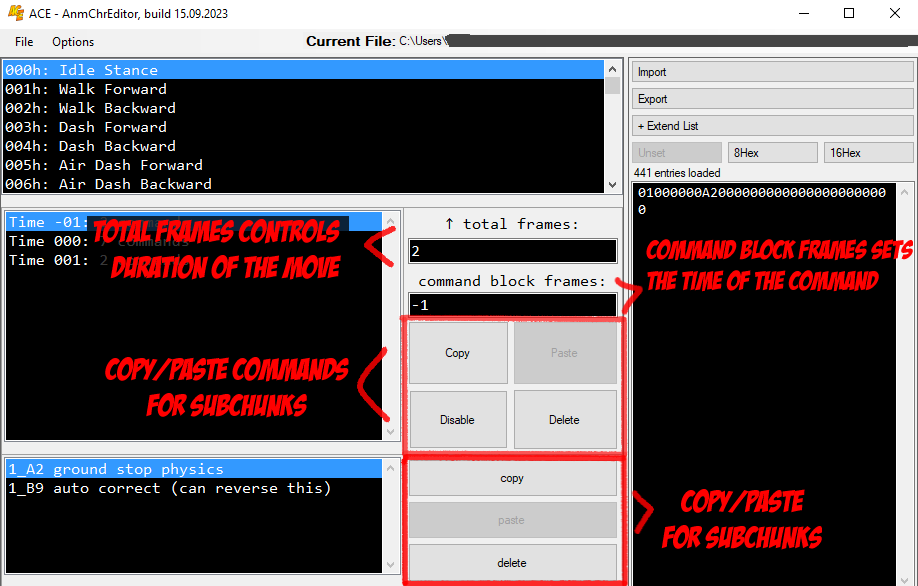 ACE - AnmChrEditor, build 15.09.2023
File Options Current File: C:\Users\
000h: Idle Stance
001h: Walk Forward
002h: Walk Backward
003h: Dash Forward
004h: Dash Backward
005h: Air Dash Forward
006h: Air Dash Backward
Import
Export
+ Extend List
Unset 8Hex 16Hex
441 entries loaded
01000000A200000000000000000000
0
Time -01: 2 commands
Time 000: 7 commands
Time 001: 2
TOTAL FRAMES CONTROLS
DURATION OF THE MOVE
↑ total frames:
2
command block frames:
-1
COMMAND BLOCK FRAMES SETS
THE TIME OF THE COMMAND
COPY/PASTE COMMANDS
FOR SUBCHUNKS
Copy Paste
Disable Delete
1_A2 ground stop physics
1_B9 auto correct (can reverse this)
copy
paste
delete
COPY/PASTE
FOR SUBCHUNKS